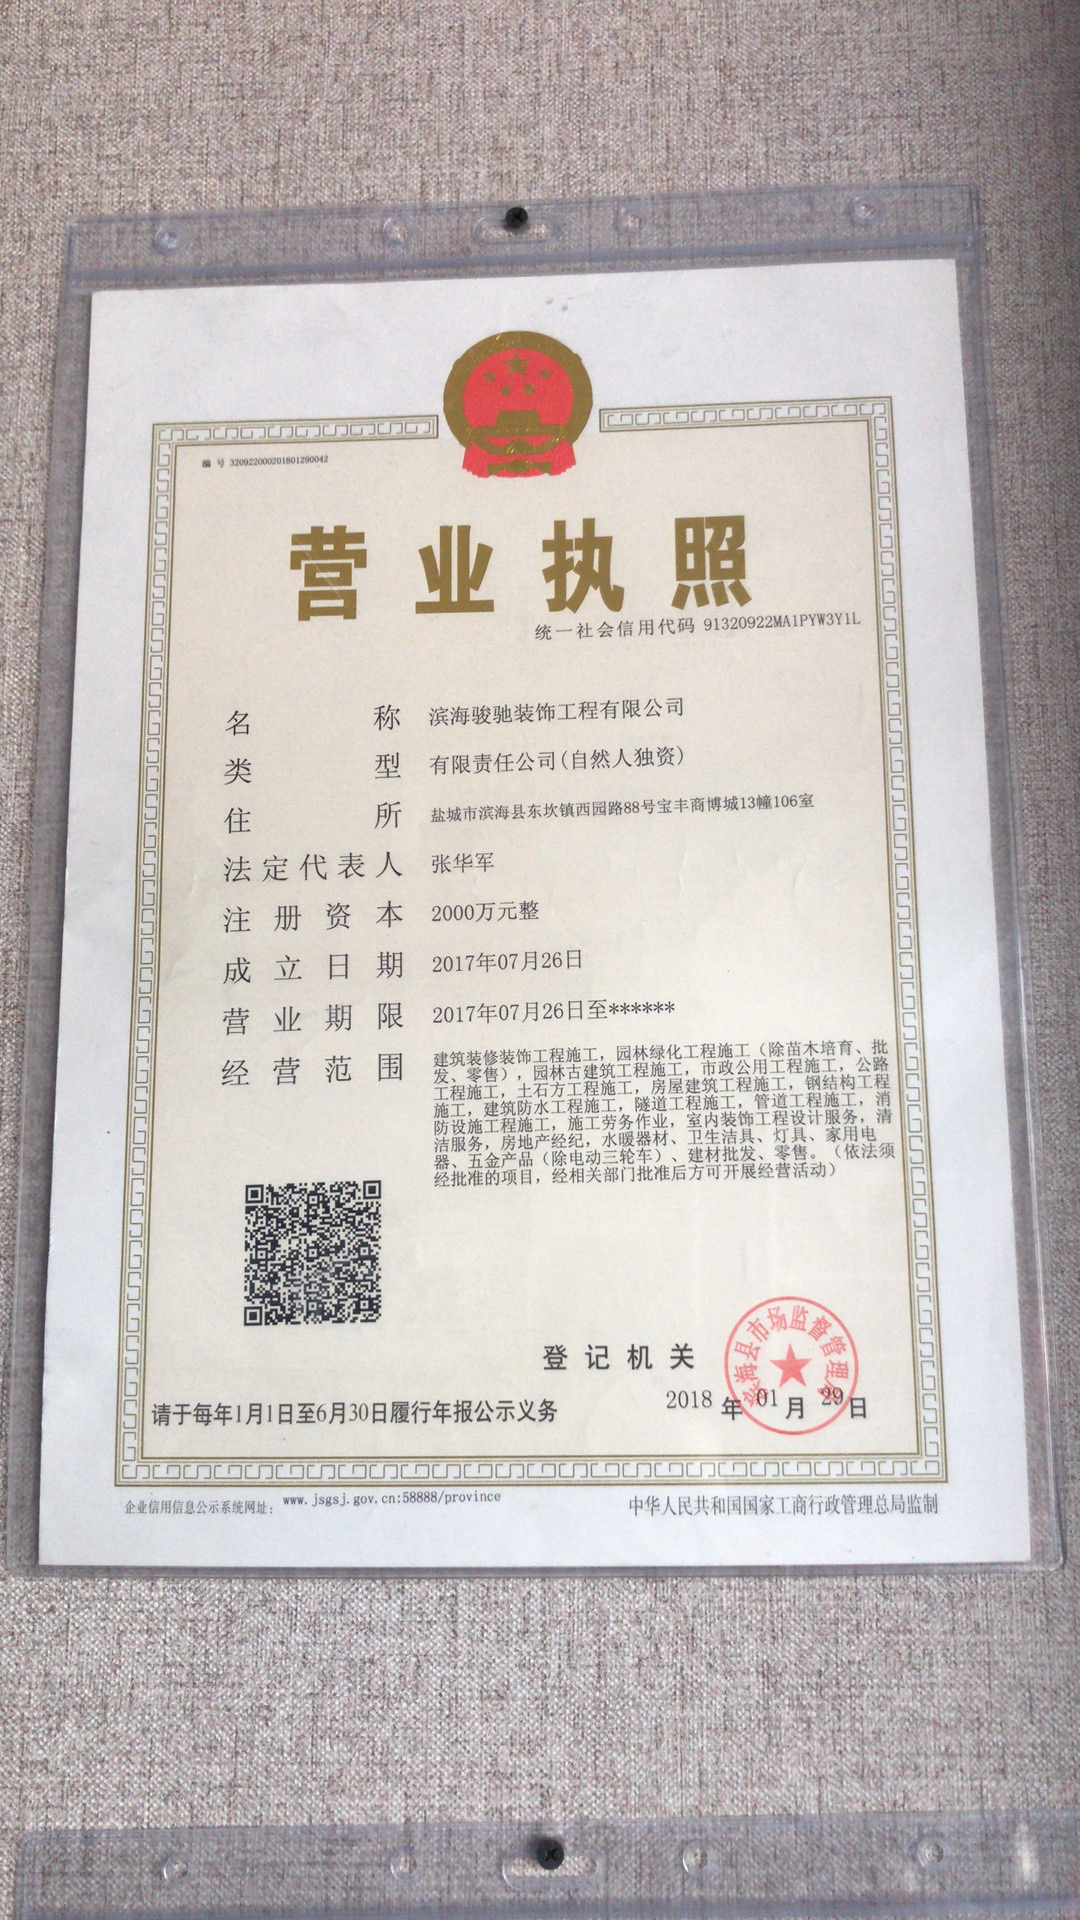 编 号 320922000201801290042
营业执照
统一社会信用代码 91320922MA1PYW3Y1L
名称 滨海骏驰装饰工程有限公司
类型 有限责任公司(自然人独资)
住所 盐城市滨海县东坎镇西园路88号宝丰商博城13幢106室
法定代表人 张华军
注册资本 2000万元整
成立日期 2017年07月26日
营业期限 2017年07月26日至******
经营范围 建筑装修装饰工程施工，园林绿化工程施工（除苗木培育、批
发、零售），园林古建筑工程施工，市政公用工程施工，公路
工程施工，土石方工程施工，房屋建筑工程施工，钢结构工程
施工，建筑防水工程施工，隧道工程施工，管道工程施工，消
防设施工程施工，施工劳务作业，室内装饰工程设计服务，清
洁服务，房地产经纪，水暖器材、卫生洁具、灯具、家用电
器、五金产品（除电动三轮车）、建材批发、零售。（依法须
经批准的项目，经相关部门批准后方可开展经营活动）
登记机关
滨海县市场监督管理局
2018年01月29日
请于每年1月1日至6月30日履行年报公示义务
企业信用信息公示系统网址：www.jsgsj.gov.cn:58888/province
中华人民共和国国家工商行政管理总局监制